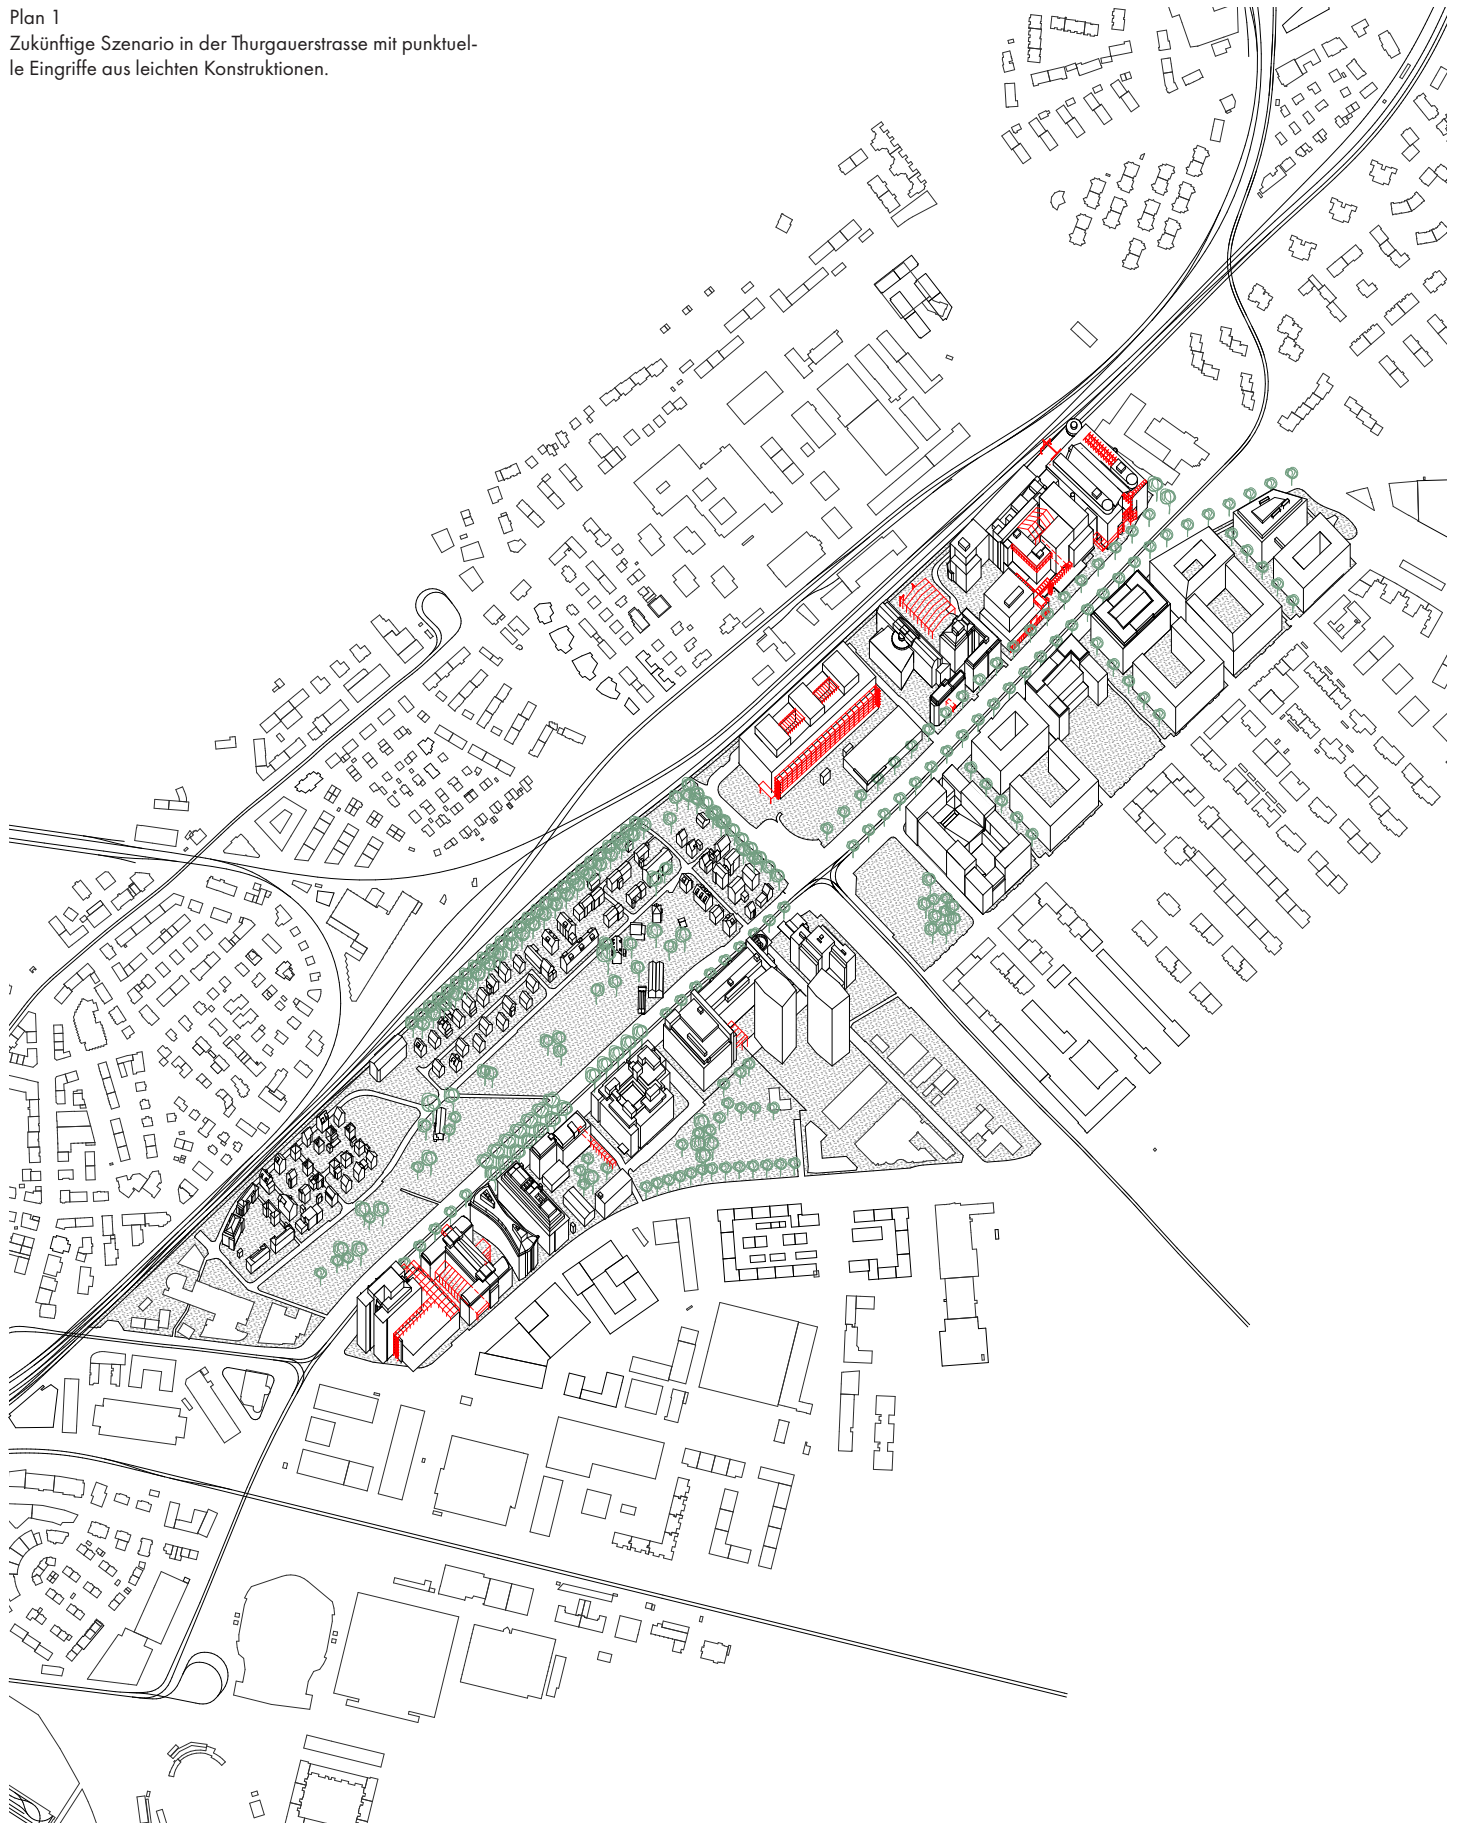 Plan 1
Zukünftige Szenario in der Thurgauerstrasse mit punktuel-
le Eingriffe aus leichten Konstruktionen.